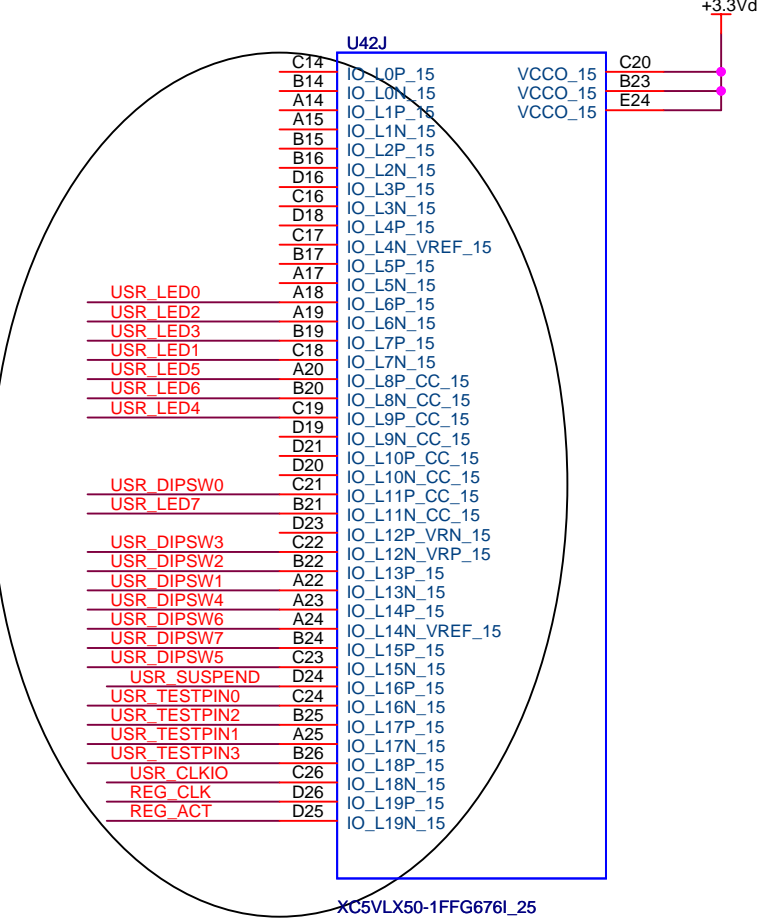 +3.3Vd
U42J
C14 IO_L0P_15 VCCO_15 C20
B14 IO_L0N_15 VCCO_15 B23
A14 IO_L1P_15 VCCO_15 E24
A15 IO_L1N_15
B15 IO_L2P_15
B16 IO_L2N_15
D16 IO_L3P_15
C16 IO_L3N_15
D18 IO_L4P_15
C17 IO_L4N_VREF_15
B17 IO_L5P_15
A17 IO_L5N_15
USR_LED0 A18 IO_L6P_15
USR_LED2 A19 IO_L6N_15
USR_LED3 B19 IO_L7P_15
USR_LED1 C18 IO_L7N_15
USR_LED5 A20 IO_L8P_CC_15
USR_LED6 B20 IO_L8N_CC_15
USR_LED4 C19 IO_L9P_CC_15
D19 IO_L9N_CC_15
D21 IO_L10P_CC_15
D20 IO_L10N_CC_15
USR_DIPSW0 C21 IO_L11P_CC_15
USR_LED7 B21 IO_L11N_CC_15
D23 IO_L12P_VRN_15
USR_DIPSW3 C22 IO_L12N_VRP_15
USR_DIPSW2 B22 IO_L13P_15
USR_DIPSW1 A22 IO_L13N_15
USR_DIPSW4 A23 IO_L14P_15
USR_DIPSW6 A24 IO_L14N_VREF_15
USR_DIPSW7 B24 IO_L15P_15
USR_DIPSW5 C23 IO_L15N_15
USR_SUSPEND D24 IO_L16P_15
USR_TESTPIN0 C24 IO_L16N_15
USR_TESTPIN2 B25 IO_L17P_15
USR_TESTPIN1 A25 IO_L17N_15
USR_TESTPIN3 B26 IO_L18P_15
USR_CLKIO C26 IO_L18N_15
REG_CLK D26 IO_L19P_15
REG_ACT D25 IO_L19N_15
XC5VLX50-1FFG676I_25